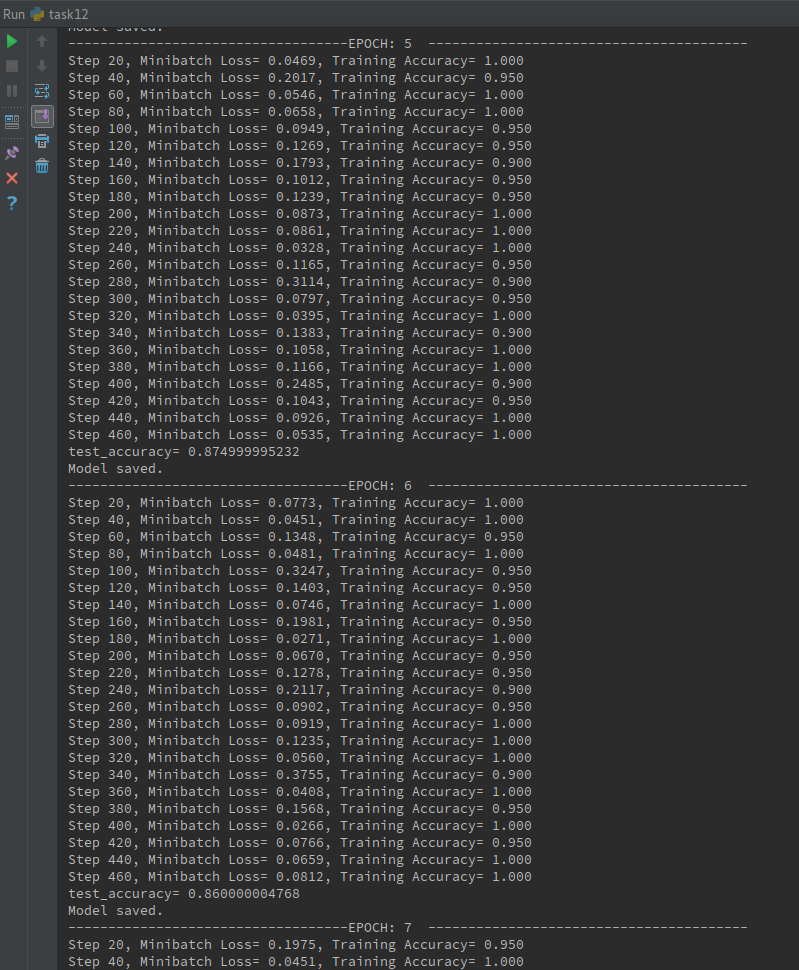 Run task12
Model saved.
-----------------------------------EPOCH: 5 ----------------------------------------
Step 20, Minibatch Loss= 0.0469, Training Accuracy= 1.000
Step 40, Minibatch Loss= 0.2017, Training Accuracy= 0.950
Step 60, Minibatch Loss= 0.0546, Training Accuracy= 1.000
Step 80, Minibatch Loss= 0.0658, Training Accuracy= 1.000
Step 100, Minibatch Loss= 0.0949, Training Accuracy= 0.950
Step 120, Minibatch Loss= 0.1269, Training Accuracy= 0.950
Step 140, Minibatch Loss= 0.1793, Training Accuracy= 0.900
Step 160, Minibatch Loss= 0.1012, Training Accuracy= 0.950
Step 180, Minibatch Loss= 0.1239, Training Accuracy= 0.950
Step 200, Minibatch Loss= 0.0873, Training Accuracy= 1.000
Step 220, Minibatch Loss= 0.0861, Training Accuracy= 1.000
Step 240, Minibatch Loss= 0.0328, Training Accuracy= 1.000
Step 260, Minibatch Loss= 0.1165, Training Accuracy= 0.950
Step 280, Minibatch Loss= 0.3114, Training Accuracy= 0.900
Step 300, Minibatch Loss= 0.0797, Training Accuracy= 0.950
Step 320, Minibatch Loss= 0.0395, Training Accuracy= 1.000
Step 340, Minibatch Loss= 0.1383, Training Accuracy= 0.900
Step 360, Minibatch Loss= 0.1058, Training Accuracy= 1.000
Step 380, Minibatch Loss= 0.1166, Training Accuracy= 1.000
Step 400, Minibatch Loss= 0.2485, Training Accuracy= 0.900
Step 420, Minibatch Loss= 0.1043, Training Accuracy= 0.950
Step 440, Minibatch Loss= 0.0926, Training Accuracy= 1.000
Step 460, Minibatch Loss= 0.0535, Training Accuracy= 1.000
test_accuracy= 0.874999995232
Model saved.
-----------------------------------EPOCH: 6 ----------------------------------------
Step 20, Minibatch Loss= 0.0773, Training Accuracy= 1.000
Step 40, Minibatch Loss= 0.0451, Training Accuracy= 1.000
Step 60, Minibatch Loss= 0.1348, Training Accuracy= 0.950
Step 80, Minibatch Loss= 0.0481, Training Accuracy= 1.000
Step 100, Minibatch Loss= 0.3247, Training Accuracy= 0.950
Step 120, Minibatch Loss= 0.1403, Training Accuracy= 0.950
Step 140, Minibatch Loss= 0.0746, Training Accuracy= 1.000
Step 160, Minibatch Loss= 0.1981, Training Accuracy= 0.950
Step 180, Minibatch Loss= 0.0271, Training Accuracy= 1.000
Step 200, Minibatch Loss= 0.0670, Training Accuracy= 0.950
Step 220, Minibatch Loss= 0.1278, Training Accuracy= 0.950
Step 240, Minibatch Loss= 0.2117, Training Accuracy= 0.900
Step 260, Minibatch Loss= 0.0902, Training Accuracy= 0.950
Step 280, Minibatch Loss= 0.0919, Training Accuracy= 1.000
Step 300, Minibatch Loss= 0.1235, Training Accuracy= 1.000
Step 320, Minibatch Loss= 0.0560, Training Accuracy= 1.000
Step 340, Minibatch Loss= 0.3755, Training Accuracy= 0.900
Step 360, Minibatch Loss= 0.0408, Training Accuracy= 1.000
Step 380, Minibatch Loss= 0.1568, Training Accuracy= 0.950
Step 400, Minibatch Loss= 0.0266, Training Accuracy= 1.000
Step 420, Minibatch Loss= 0.0766, Training Accuracy= 0.950
Step 440, Minibatch Loss= 0.0659, Training Accuracy= 1.000
Step 460, Minibatch Loss= 0.0812, Training Accuracy= 1.000
test_accuracy= 0.860000004768
Model saved.
-----------------------------------EPOCH: 7 ----------------------------------------
Step 20, Minibatch Loss= 0.1975, Training Accuracy= 0.950
Step 40, Minibatch Loss= 0.0451, Training Accuracy= 1.000